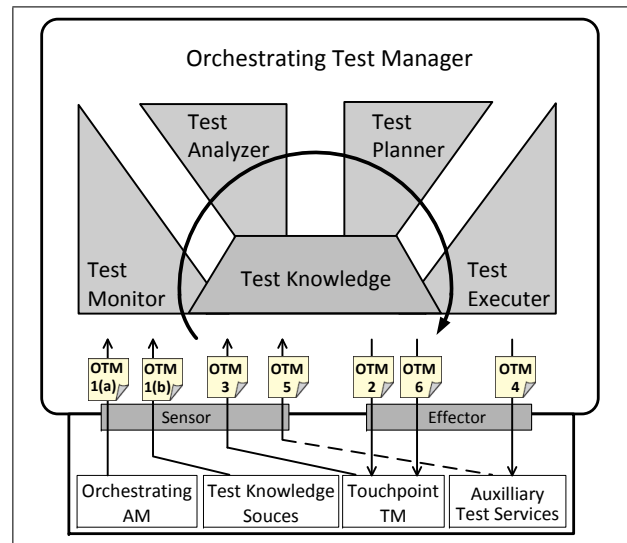 Orchestrating Test Manager
Test
Analyzer
Test
Planner
Test
Monitor
Test Knowledge
Test
Executer
OTM
1(a)
OTM
1(b)
OTM
3
OTM
5
OTM
2
OTM
6
OTM
4
Sensor
Effector
Orchestrating
AM
Test Knowledge
Souces
Touchpoint
TM
Auxilliary
Test Services